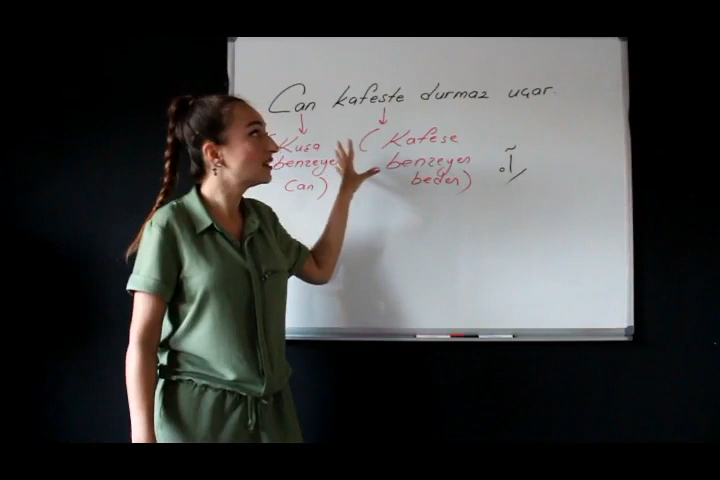 Can kafeste durmaz uçar.
(Kuşa benzeyen can)
(Kafese benzeyen beden)